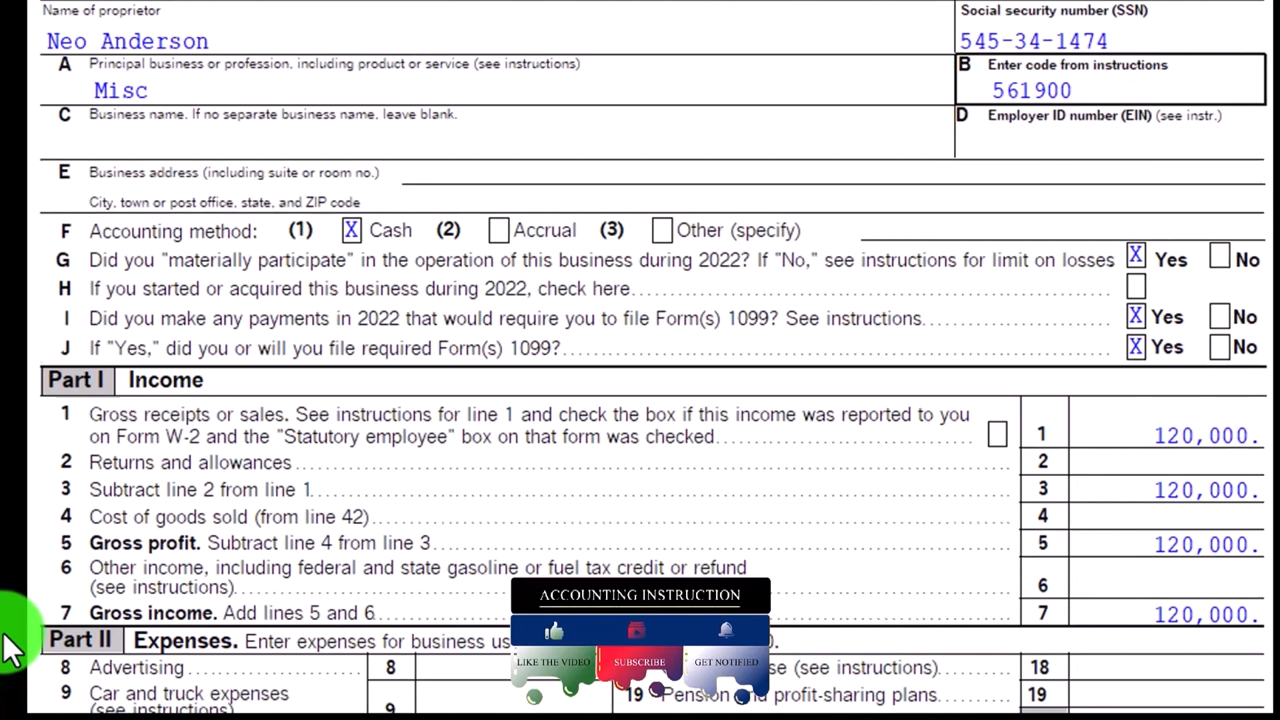 Name of proprietor
Social security number (SSN)
Neo Anderson
545-34-1474
A Principal business or profession, including product or service (see instructions)
B Enter code from instructions
Misc
561900
C Business name. If no separate business name, leave blank.
D Employer ID number (EIN) (see instr.)
E Business address (including suite or room no.)
City, town or post office, state, and ZIP code
F Accounting method: (1) X Cash (2) Accrual (3) Other (specify)
G Did you "materially participate" in the operation of this business during 2022? If "No," see instructions for limit on losses X Yes No
H If you started or acquired this business during 2022, check here
I Did you make any payments in 2022 that would require you to file Form(s) 1099? See instructions. X Yes No
J If "Yes," did you or will you file required Form(s) 1099? X Yes No
Part I Income
1 Gross receipts or sales. See instructions for line 1 and check the box if this income was reported to you
on Form W-2 and the "Statutory employee" box on that form was checked. 1 120,000.
2 Returns and allowances 2
3 Subtract line 2 from line 1. 3 120,000.
4 Cost of goods sold (from line 42) 4
5 Gross profit. Subtract line 4 from line 3 5 120,000.
6 Other income, including federal and state gasoline or fuel tax credit or refund
(see instructions). 6
7 Gross income. Add lines 5 and 6 7 120,000.
ACCOUNTING INSTRUCTION
LIKE THE VIDEO
SUBSCRIBE
GET NOTIFIED
Part II Expenses. Enter expenses for business
8 Advertising 8
(see instructions). 18
9 Car and truck expenses
19 Pension and profit-sharing plans. 19
(see instructions) 9